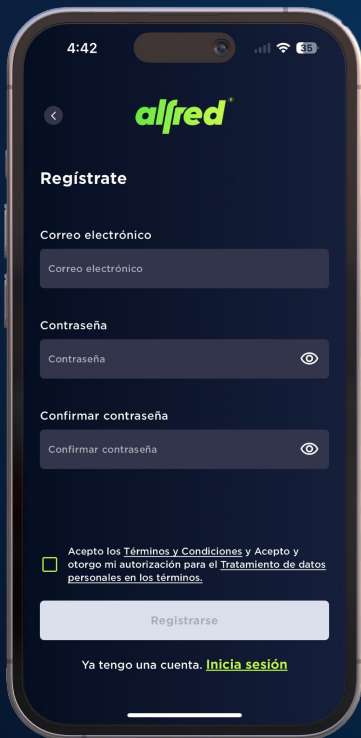 4:42
35
alfred®
Regístrate
Correo electrónico
Correo electrónico
Contraseña
Contraseña
Confirmar contraseña
Confirmar contraseña
Acepto los Términos y Condiciones y Acepto y
otorgo mi autorización para el Tratamiento de datos
personales en los términos.
Registrarse
Ya tengo una cuenta. Inicia sesión